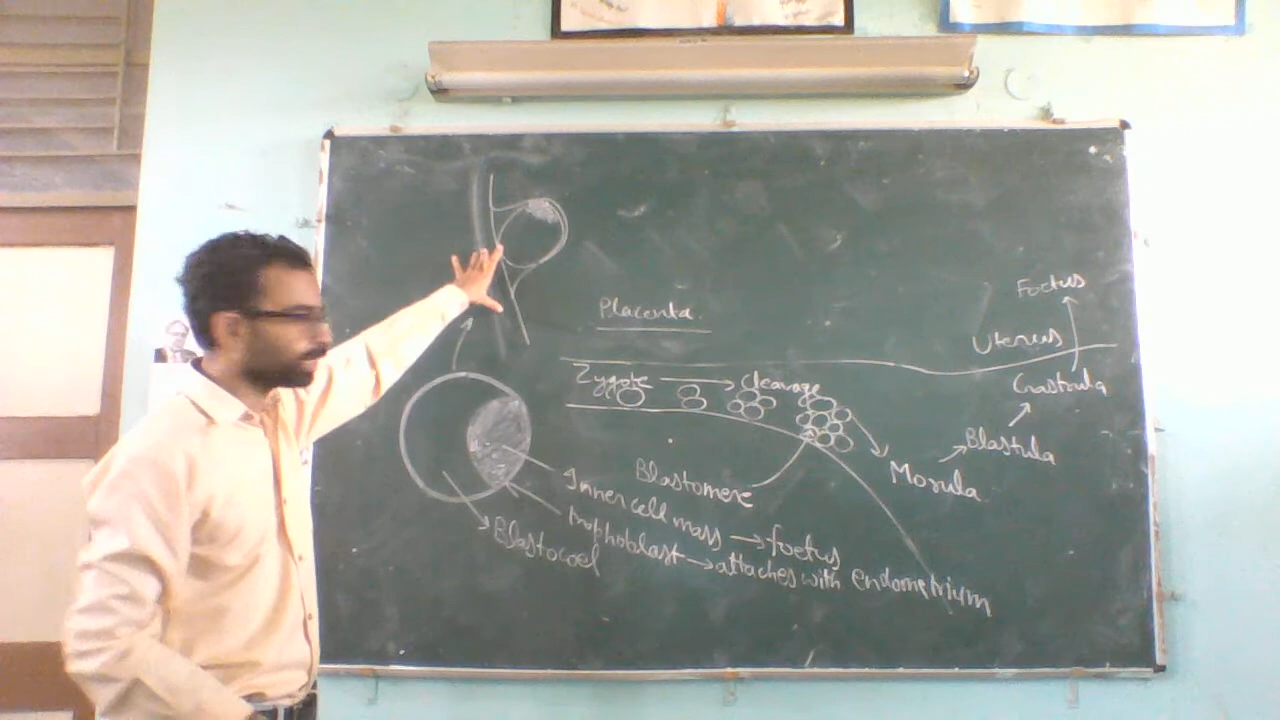 Placenta.
Foetus
Uterus
Zygote → Cleavage
Gastrula
Blastula
Morula
Blastomere
Inner cell mass → foetus
trophoblast → attaches with endometrium
Blastocoel